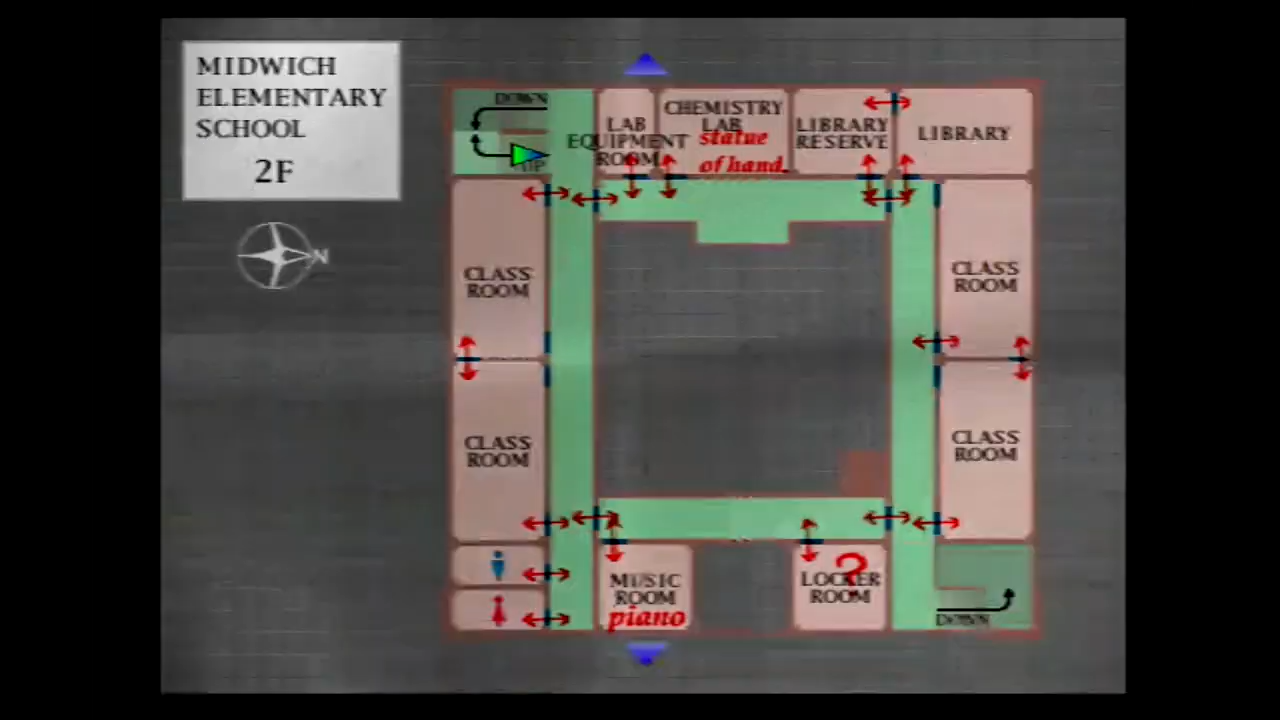 MIDWICH
ELEMENTARY
SCHOOL
2F
N
DOWN
UP
LAB
EQUIPMENT
ROOM
CHEMISTRY
LAB
statue
of hand.
LIBRARY
RESERVE
LIBRARY
CLASS
ROOM
CLASS
ROOM
CLASS
ROOM
CLASS
ROOM
MUSIC
ROOM
piano
LOCKER
ROOM
?
DOWN